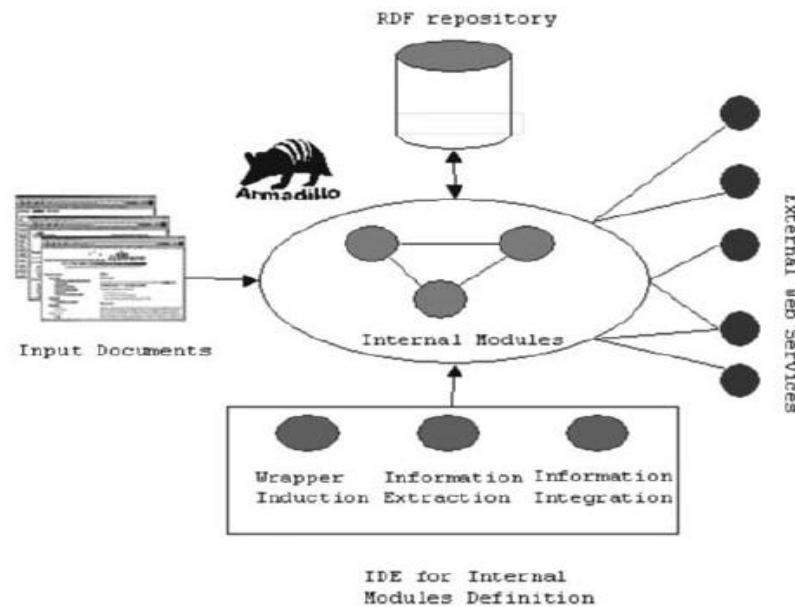 RDF repository
Armadillo
Input Documents
Internal Modules
External Web Services
Wrapper Induction
Information Extraction
Information Integration
IDE for Internal
Modules Definition